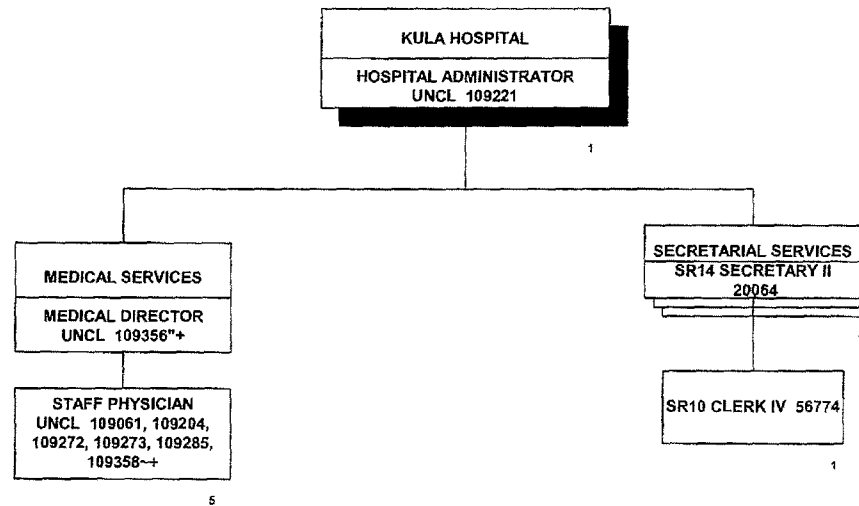 KULA HOSPITAL
HOSPITAL ADMINISTRATOR
UNCL 109221
1
MEDICAL SERVICES
MEDICAL DIRECTOR
UNCL 109356"+
STAFF PHYSICIAN
UNCL 109061, 109204,
109272, 109273, 109285,
109358~+
5
SECRETARIAL SERVICES
SR14 SECRETARY II
20064
SR10 CLERK IV 56774
1